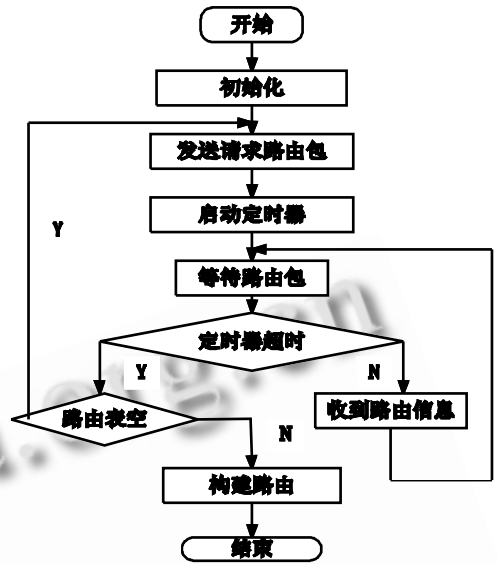 开始
初始化
发送请求路由包
Y
启动定时器
等待路由包
定时器超时
Y
N
路由表空
收到路由信息
N
构建路由
结束